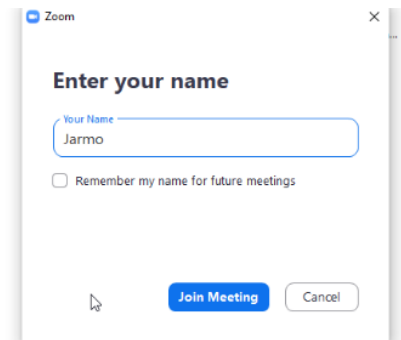 Zoom
Enter your name
Your Name
Jarmo
Remember my name for future meetings
Join Meeting
Cancel